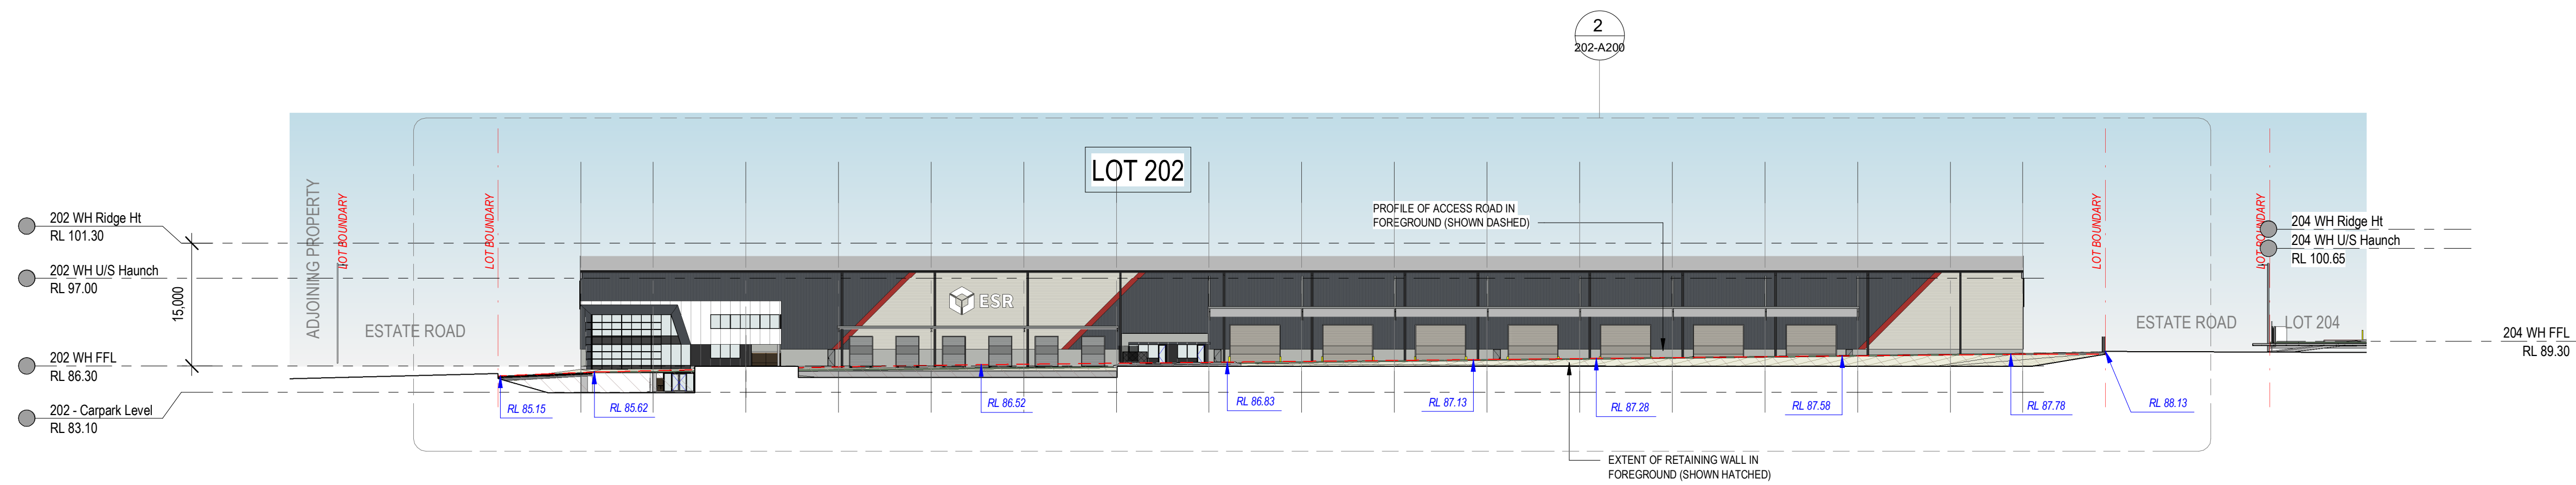 2
202-A200
LOT 202
ADJOINING PROPERTY
LOT BOUNDARY
LOT BOUNDARY
LOT BOUNDARY
LOT BOUNDARY
PROFILE OF ACCESS ROAD IN
FOREGROUND (SHOWN DASHED)
202 WH Ridge Ht
RL 101.30
204 WH Ridge Ht
204 WH U/S Haunch
RL 100.65
202 WH U/S Haunch
RL 97.00
15,000
ESR
ESTATE ROAD
ESTATE ROAD
LOT 204
204 WH FFL
RL 89.30
202 WH FFL
RL 86.30
202 - Carpark Level
RL 83.10
RL 85.15
RL 85.62
RL 86.52
RL 86.83
RL 87.13
RL 87.28
RL 87.58
RL 87.78
RL 88.13
EXTENT OF RETAINING WALL IN
FOREGROUND (SHOWN HATCHED)